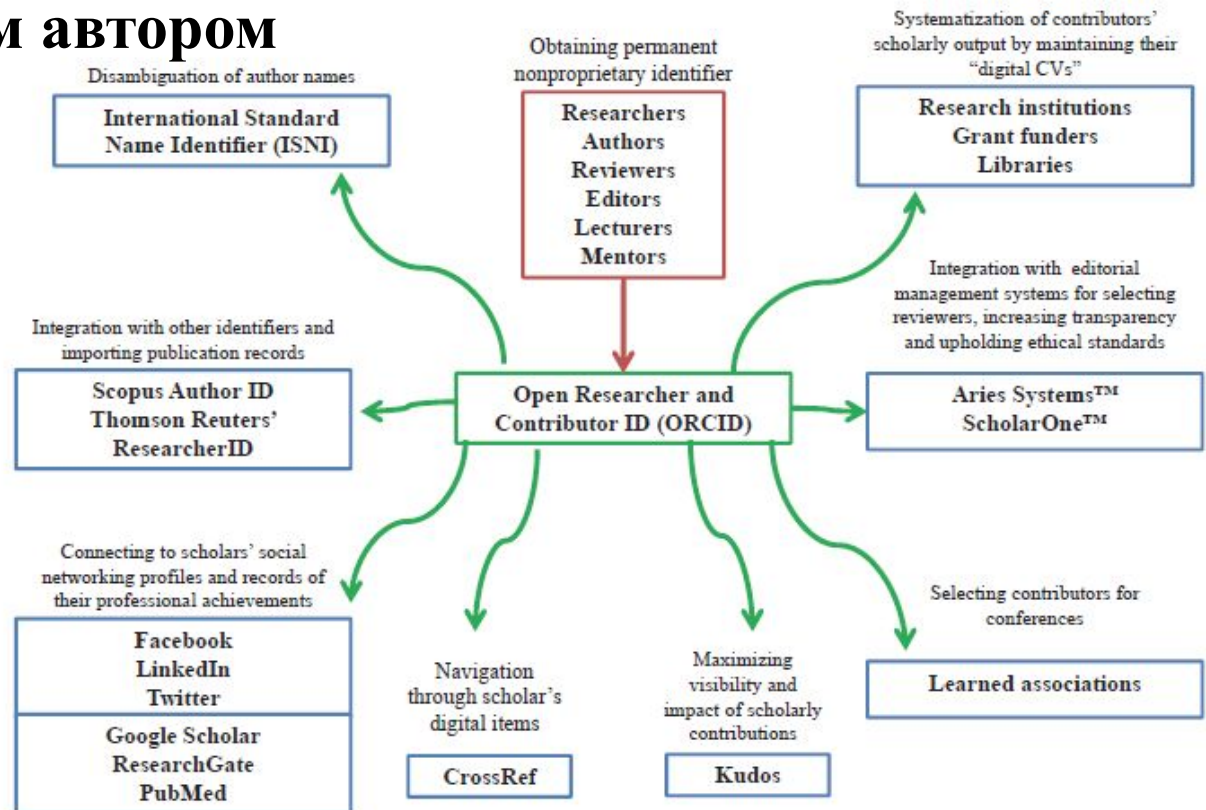 м автором
Disambiguation of author names
International Standard
Name Identifier (ISNI)
Obtaining permanent
nonproprietary identifier
Researchers
Authors
Reviewers
Editors
Lecturers
Mentors
Systematization of contributors’
scholarly output by maintaining their
“digital CVs”
Research institutions
Grant funders
Libraries
Integration with other identifiers and
importing publication records
Scopus Author ID
Thomson Reuters’
ResearcherID
Open Researcher and
Contributor ID (ORCID)
Integration with editorial
management systems for selecting
reviewers, increasing transparency
and upholding ethical standards
Aries Systems™
ScholarOne™
Connecting to scholars’ social
networking profiles and records of
their professional achievements
Facebook
LinkedIn
Twitter
Google Scholar
ResearchGate
PubMed
Navigation
through scholar’s
digital items
CrossRef
Maximizing
visibility and
impact of scholarly
contributions
Kudos
Selecting contributors for
conferences
Learned associations